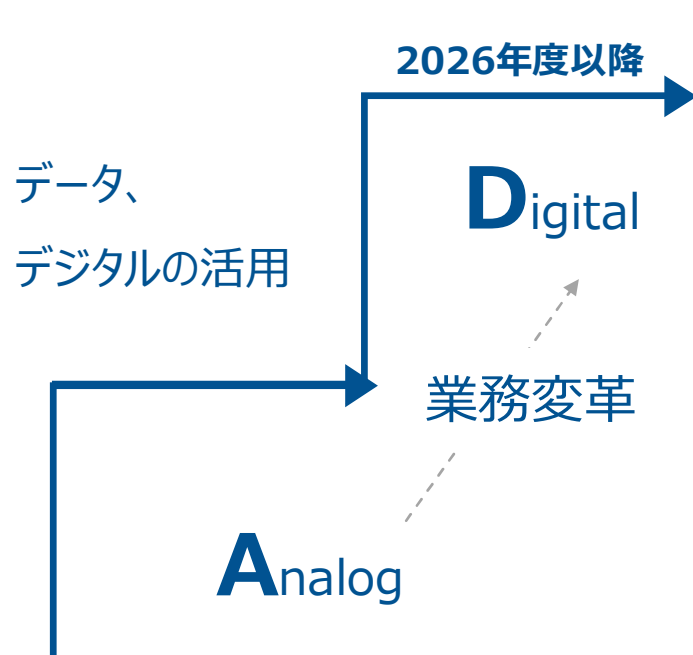 2026年度以降
データ、
デジタルの活用
Digital
業務変革
Analog